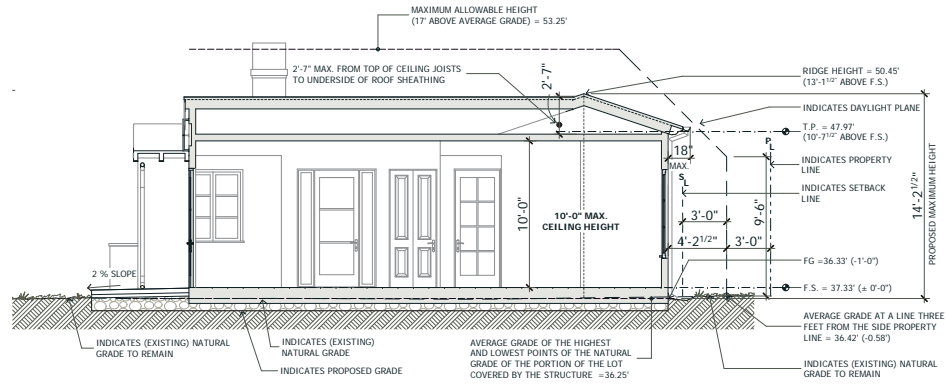 MAXIMUM ALLOWABLE HEIGHT
(17' ABOVE AVERAGE GRADE) = 53.25'
2'-7" MAX. FROM TOP OF CEILING JOISTS
TO UNDERSIDE OF ROOF SHEATHING
2'-7"
RIDGE HEIGHT = 50.45'
(13'-1 1/2" ABOVE F.S.)
INDICATES DAYLIGHT PLANE
T.P. = 47.97'
(10'-7 1/2" ABOVE F.S.)
18"
MAX.
P
L
INDICATES PROPERTY
LINE
S
L
INDICATES SETBACK
LINE
10'-0"
10'-0" MAX.
CEILING HEIGHT
3'-0"
9'-6"
14'-2 1/2"
PROPOSED MAXIMUM HEIGHT
4'-2 1/2"
3'-0"
2 % SLOPE
FG =36.33' (-1'-0")
F.S. = 37.33' (± 0'-0")
AVERAGE GRADE AT A LINE THREE
FEET FROM THE SIDE PROPERTY
LINE = 36.42' (-0.58')
INDICATES (EXISTING) NATURAL
GRADE TO REMAIN
INDICATES (EXISTING)
NATURAL GRADE
INDICATES PROPOSED GRADE
AVERAGE GRADE OF THE HIGHEST
AND LOWEST POINTS OF THE NATURAL
GRADE OF THE PORTION OF THE LOT
COVERED BY THE STRUCTURE =36.25'
INDICATES (EXISTING) NATURAL
GRADE TO REMAIN